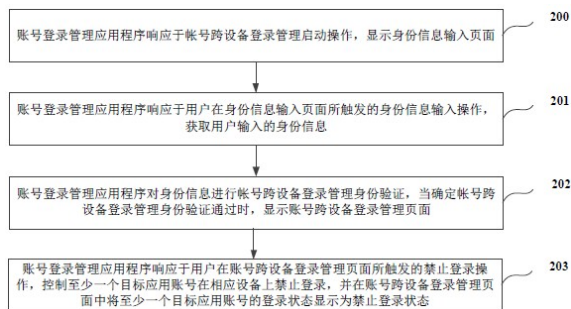 账号登录管理应用程序响应于帐号跨设备登录管理启动操作，显示身份信息输入页面
200
账号登录管理应用程序响应于用户在身份信息输入页面所触发的身份信息输入操作，
获取用户输入的身份信息
201
账号登录管理应用程序对身份信息进行帐号跨设备登录管理身份验证，当确定帐号跨
设备登录管理身份验证通过时，显示账号跨设备登录管理页面
202
账号登录管理应用程序响应于用户在账号跨设备登录管理页面所触发的禁止登录操
作，控制至少一个目标应用账号在相应设备上禁止登录，并在账号跨设备登录管理页
面中将至少一个目标应用账号的登录状态显示为禁止登录状态
203